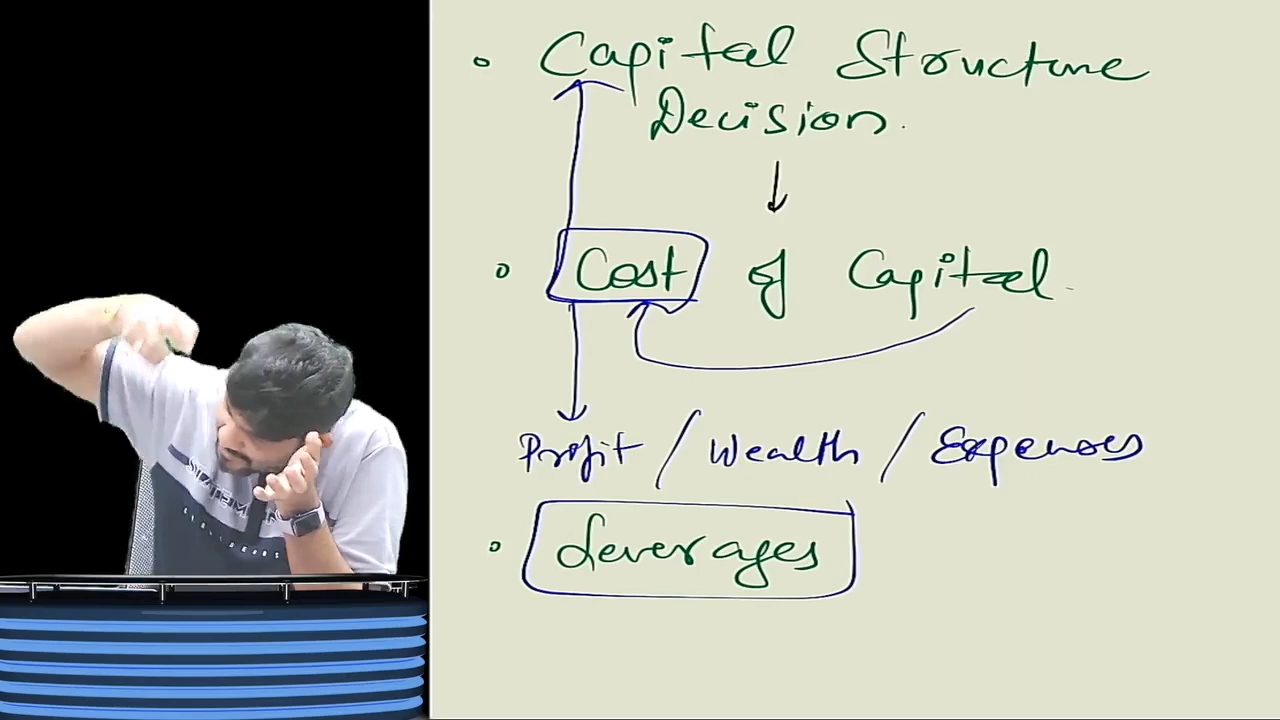 • Capital Structure
Decision.
• Cost of Capital
Profit / Wealth / Expenses
• Leverages